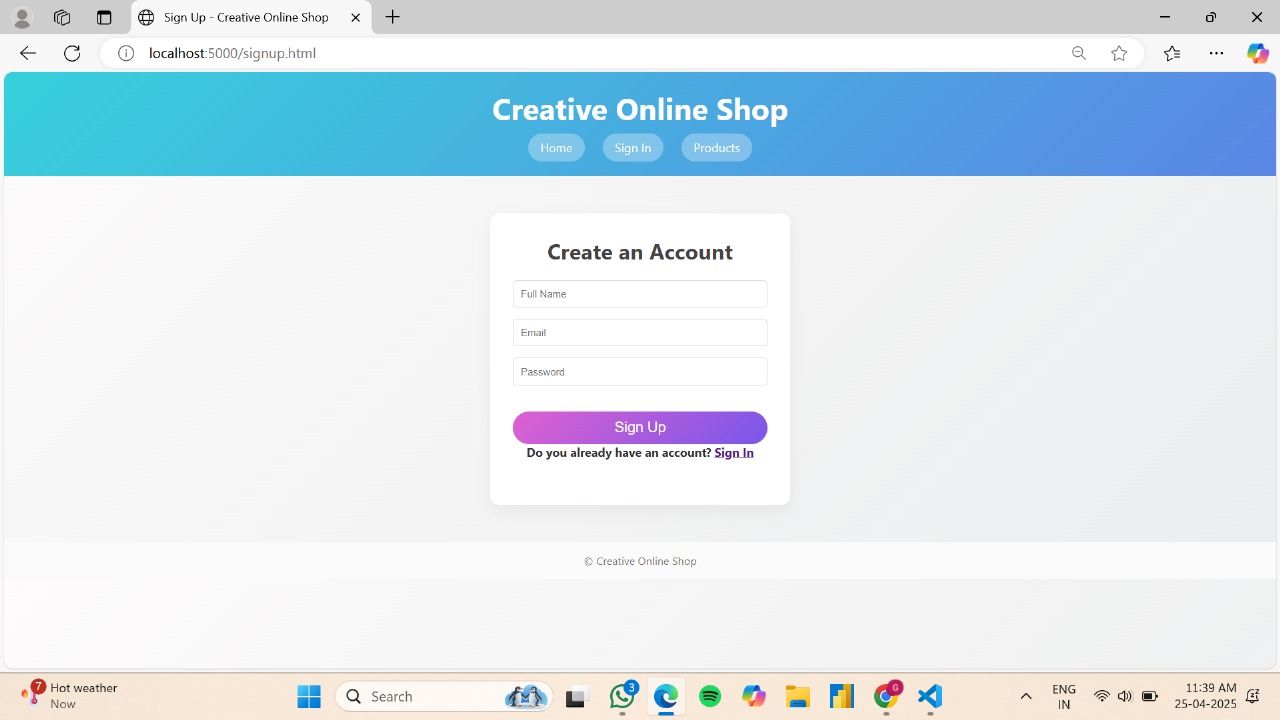 Sign Up - Creative Online Shop
localhost:5000/signup.html
Creative Online Shop
Home Sign In Products
Create an Account
Full Name
Email
Password
Sign Up
Do you already have an account? Sign In
© Creative Online Shop
7 Hot weather
Now
Search
3
G
ENG
IN
11:39 AM
25-04-2025